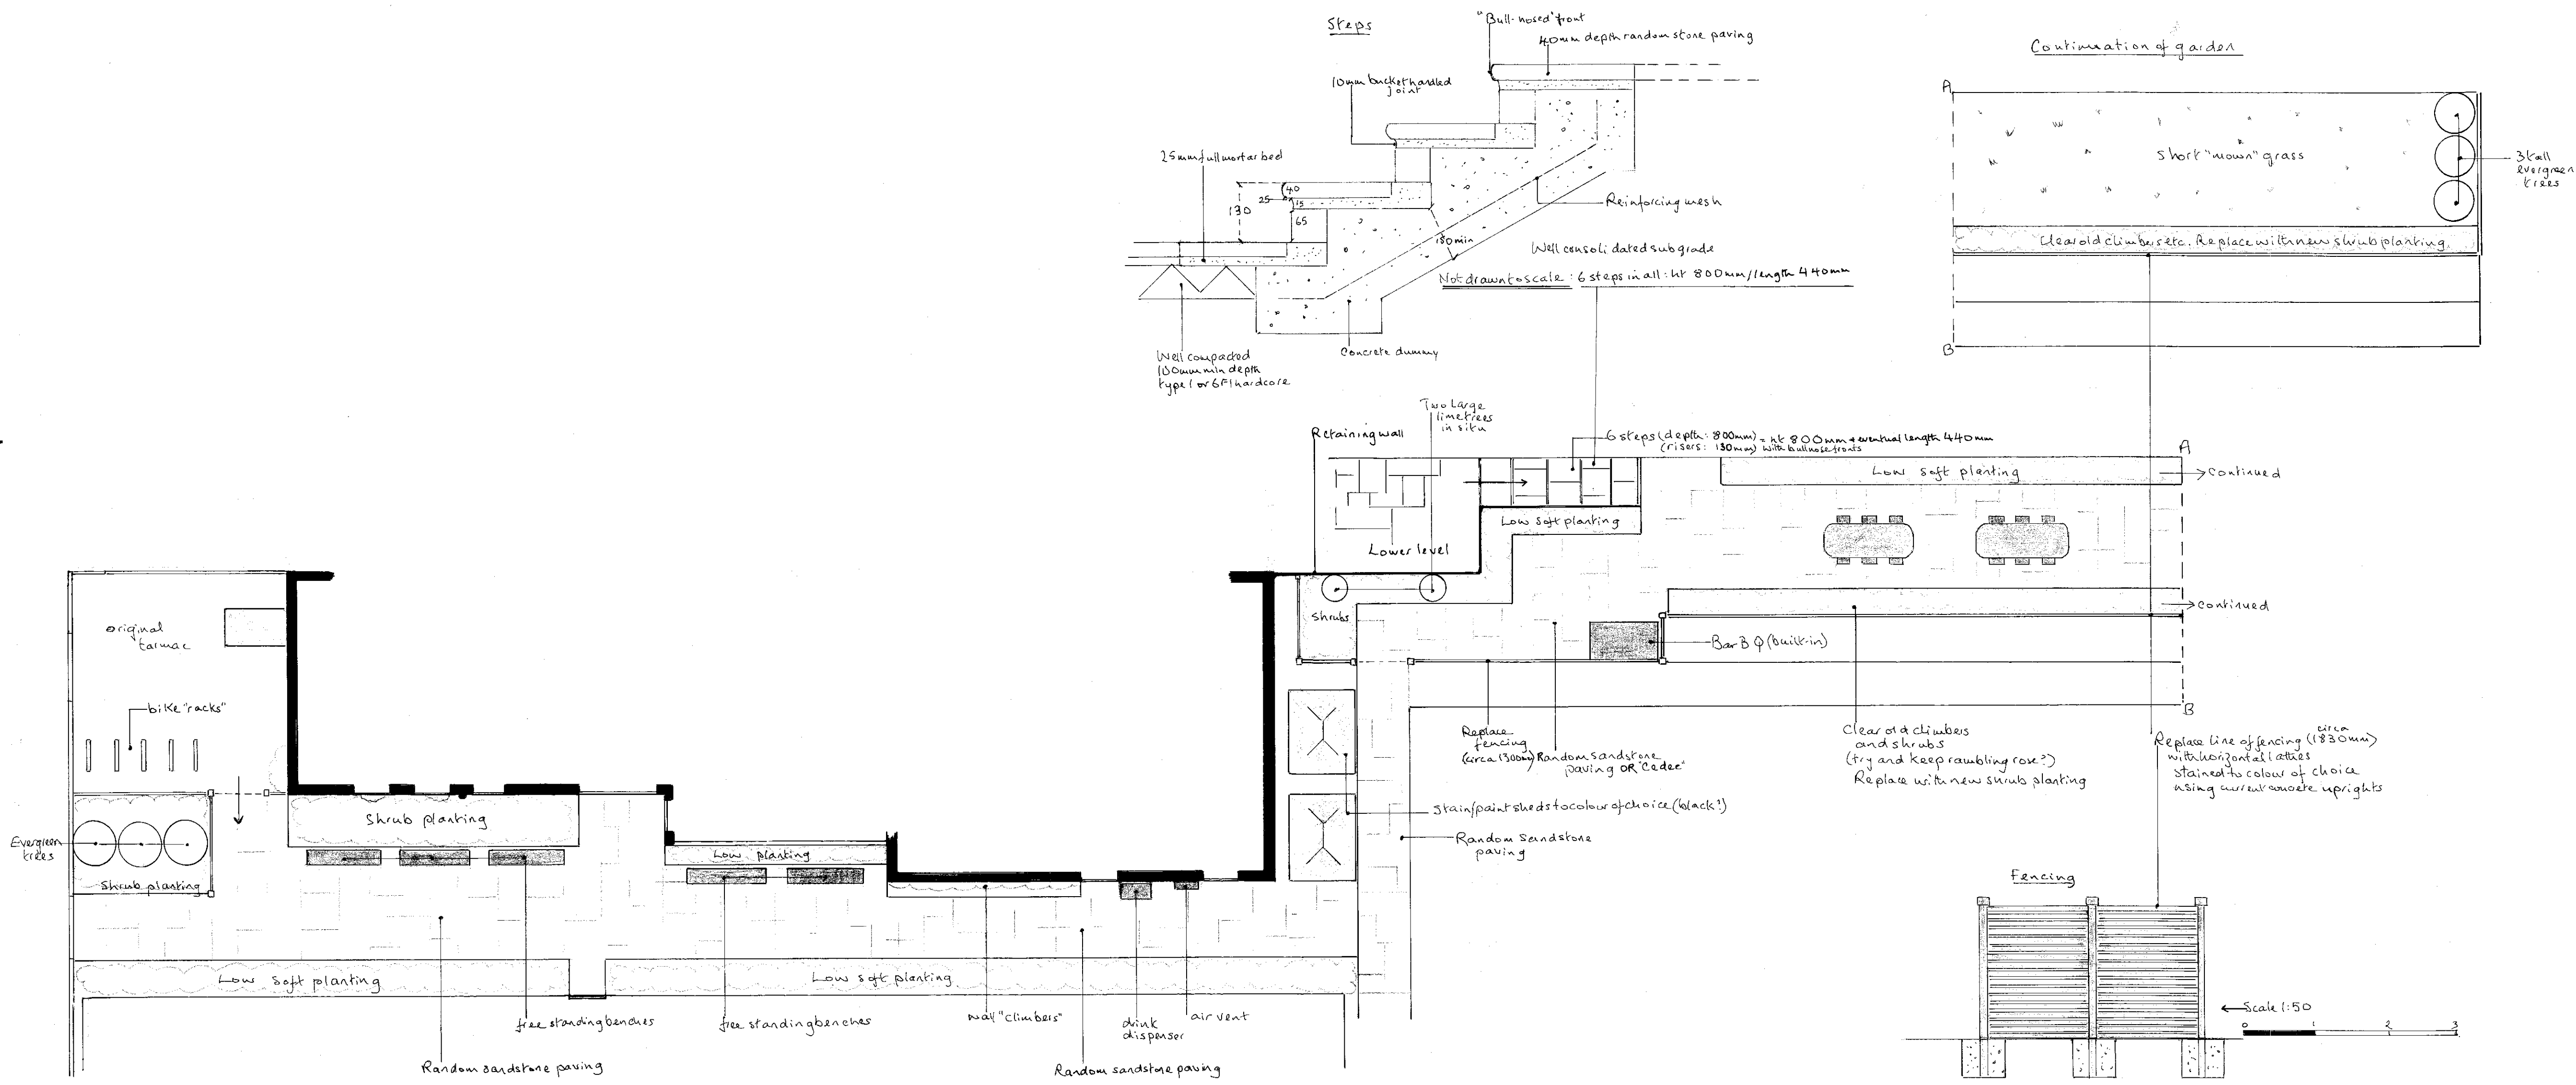 Steps
"Bull-nosed" front
40mm depth random stone paving
10mm bucket handled
joint
25mm full mortar bed
40
25
15
130
65
150min
Reinforcing mesh
Well consolidated subgrade
Not drawn to scale : 6 steps in all : ht 800mm/length 440mm
Well compacted
100mm min depth
type 1 or 6F1 hardcore
Concrete dummy
Continuation of garden
A
Short "mown" grass
3 tall
evergreen
trees
Clear old climbers etc. Replace with new shrub planting
B
Two Large
lime trees
in situ
Retaining wall
6 steps (depth: 800mm) = ht 800mm + eventual length 440mm
(risers: 130mm) with bullnose fronts
A
Low soft planting
Continued
Low soft planting
Lower level
Shrubs
Continued
Bar B Q (built-in)
B
Replace
fencing
(circa 1300mm)
Random sandstone
paving OR "Cedec"
Clear old climbers
and shrubs
(try and keep rambling rose?)
Replace with new shrub planting
circa
Replace line of fencing (1830mm)
with horizontal lattes
stained to colour of choice
using current concrete uprights
Stain/paint sheds to colour of choice (black?)
Random sandstone
paving
original
tarmac
bike "racks"
Evergreen
trees
Shrub planting
Shrub planting
Low planting
Low soft planting
Low soft planting
free standing benches
free standing benches
wall "climbers"
drink
dispenser
air vent
Random sandstone paving
Random sandstone paving
Fencing
Scale 1:50
0 1 2 3